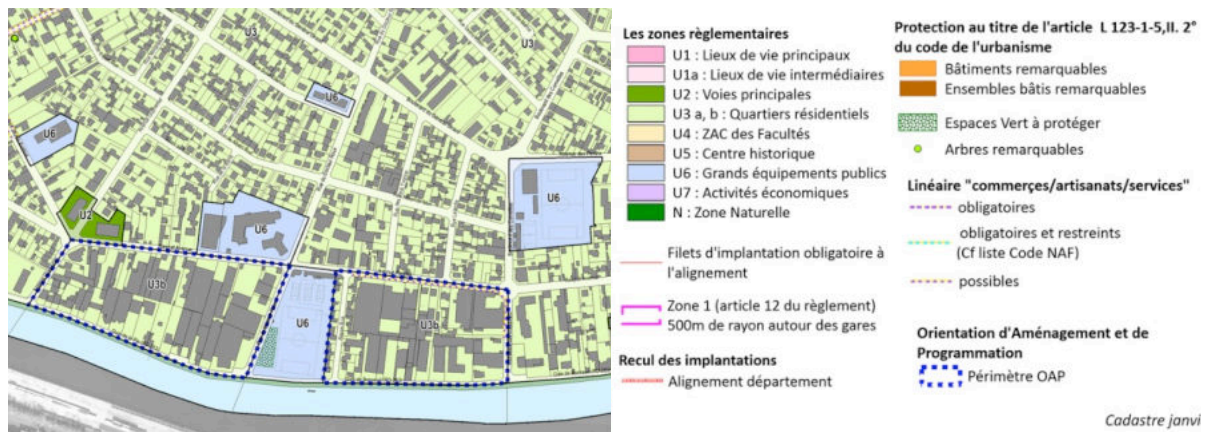 U3
U3
U6
U6
U2
U6
U6
U3b
U6
U3b
Les zones règlementaires
U1 : Lieux de vie principaux
U1a : Lieux de vie intermédiaires
U2 : Voies principales
U3 a, b : Quartiers résidentiels
U4 : ZAC des Facultés
U5 : Centre historique
U6 : Grands équipements publics
U7 : Activités économiques
N : Zone Naturelle
Filets d'implantation obligatoire à
l'alignement
Zone 1 (article 12 du règlement)
500m de rayon autour des gares
Recul des implantations
Alignement département
Protection au titre de l'article L 123-1-5,II. 2°
du code de l'urbanisme
Bâtiments remarquables
Ensembles bâtis remarquables
Espaces Vert à protéger
Arbres remarquables
Linéaire "commerçes/artisanats/services"
obligatoires
obligatoires et restreints
(Cf liste Code NAF)
possibles
Orientation d'Aménagement et de
Programmation
Périmètre OAP
Cadastre janvi